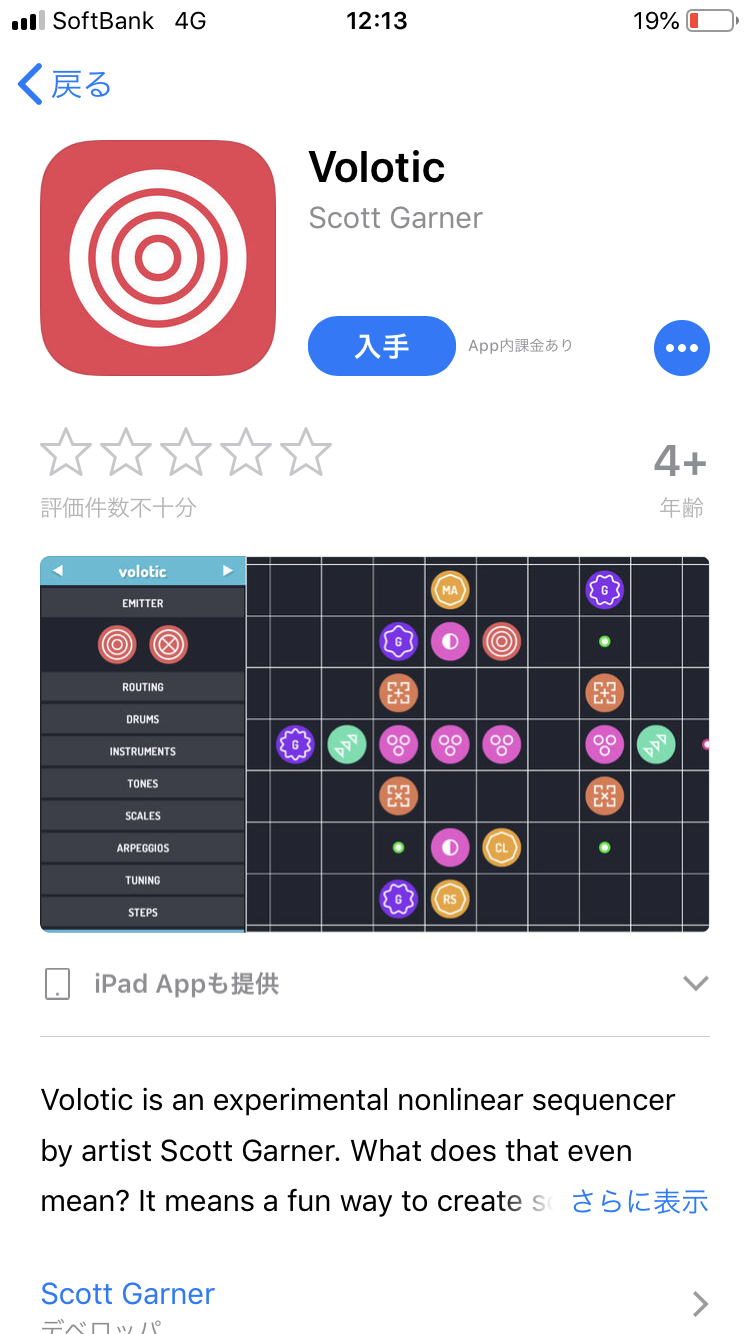 SoftBank 4G 12:13 19%
戻る
Volotic
Scott Garner
入手 App内課金あり
4+
評価件数不十分 年齢
volotic
EMITTER
ROUTING
DRUMS
INSTRUMENTS
TONES
SCALES
ARPEGGIOS
TUNING
STEPS
MA G
G
G
CL
G RS
iPad Appも提供
Volotic is an experimental nonlinear sequencer
by artist Scott Garner. What does that even
mean? It means a fun way to create さらに表示
Scott Garner
デベロッパ